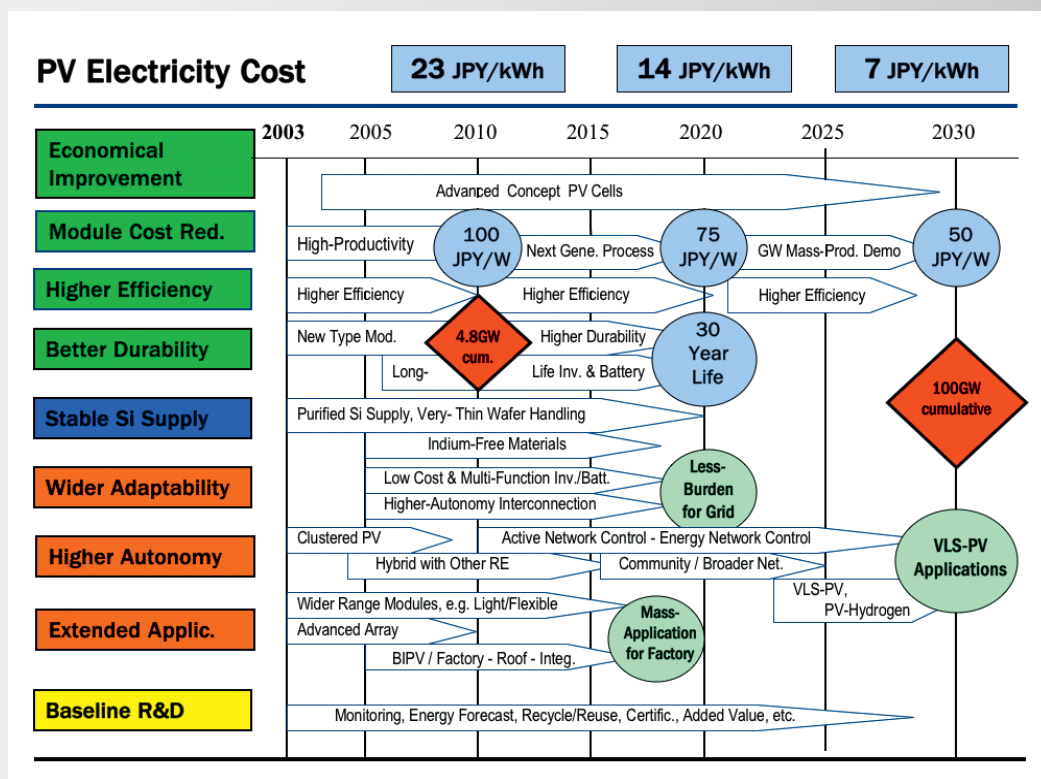 PV Electricity Cost
23 JPY/kWh
14 JPY/kWh
7 JPY/kWh
2003 2005 2010 2015 2020 2025 2030
Economical
Improvement
Advanced Concept PV Cells
Module Cost Red.
High-Productivity
100
JPY/W
Next Gene. Process
75
JPY/W
GW Mass-Prod. Demo
50
JPY/W
Higher Efficiency
Higher Efficiency
Higher Efficiency
Higher Efficiency
Better Durability
New Type Mod.
4.8GW
cum.
Higher Durability
Long-
Life Inv. & Battery
30
Year
Life
100GW
cumulative
Stable Si Supply
Purified Si Supply, Very- Thin Wafer Handling
Indium-Free Materials
Wider Adaptability
Low Cost & Multi-Function Inv./Batt.
Higher-Autonomy Interconnection
Less-
Burden
for Grid
Higher Autonomy
Clustered PV
Active Network Control - Energy Network Control
Hybrid with Other RE
Community / Broader Net.
VLS-PV,
PV-Hydrogen
VLS-PV
Applications
Extended Applic.
Wider Range Modules, e.g. Light/Flexible
Advanced Array
BIPV / Factory - Roof - Integ.
Mass-
Application
for Factory
Baseline R&D
Monitoring, Energy Forecast, Recycle/Reuse, Certific., Added Value, etc.